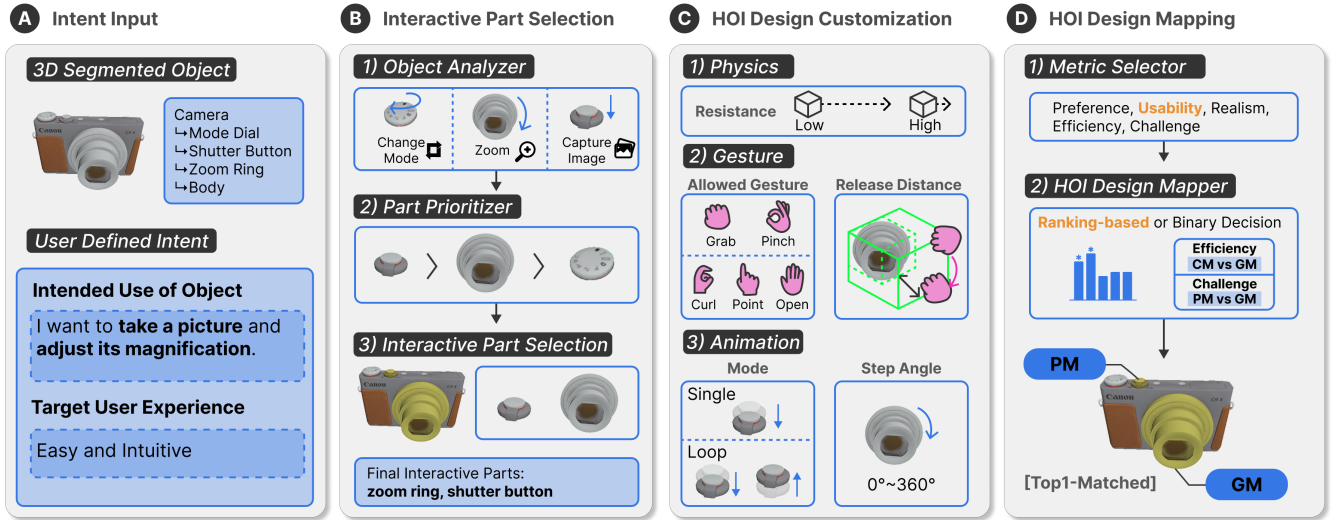 A Intent Input
3D Segmented Object
Canon
Camera
↳Mode Dial
↳Shutter Button
↳Zoom Ring
↳Body
User Defined Intent
Intended Use of Object
I want to take a picture and
adjust its magnification.
Target User Experience
Easy and Intuitive
B Interactive Part Selection
1) Object Analyzer
Change
Mode
Zoom
Capture
Image
2) Part Prioritizer
3) Interactive Part Selection
Canon
Final Interactive Parts:
zoom ring, shutter button
C HOI Design Customization
1) Physics
Resistance
Low
High
2) Gesture
Allowed Gesture
Grab
Pinch
Curl
Point
Open
Release Distance
3) Animation
Mode
Single
Loop
Step Angle
0°~360°
D HOI Design Mapping
1) Metric Selector
Preference, Usability, Realism,
Efficiency, Challenge
2) HOI Design Mapper
Ranking-based or Binary Decision
* *
Efficiency
CM vs GM
Challenge
PM vs GM
PM
Canon
[Top1-Matched]
GM